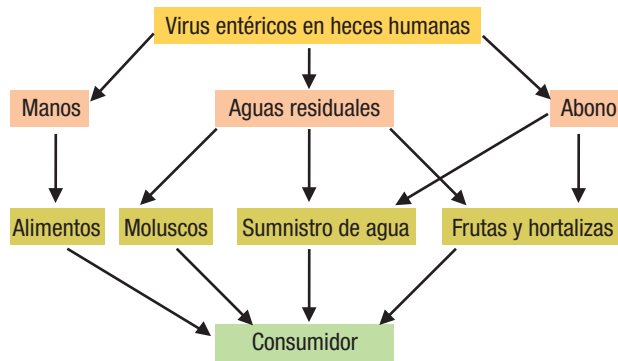 Virus entéricos en heces humanas
Manos
Aguas residuales
Abono
Alimentos
Moluscos
Sumnistro de agua
Frutas y hortalizas
Consumidor